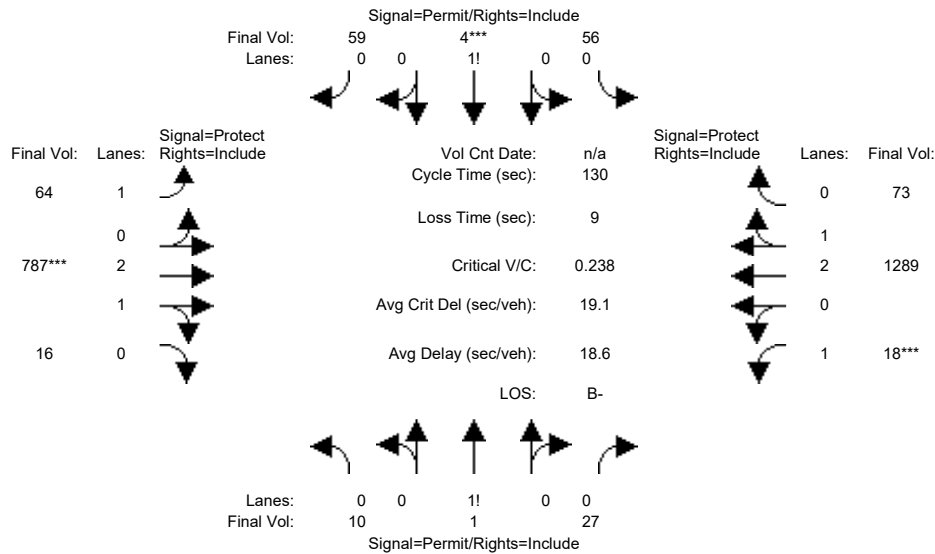 Signal=Permit/Rights=Include
Final Vol: 59 4*** 56
Lanes: 0 0 1! 0 0
Signal=Protect Signal=Protect
Final Vol: Lanes: Rights=Include Vol Cnt Date: n/a Rights=Include Lanes: Final Vol:
Cycle Time (sec): 130
64 1 0 73
Loss Time (sec): 9
0 1
787*** 2 Critical V/C: 0.238 2 1289
1 Avg Crit Del (sec/veh): 19.1 0
16 0 Avg Delay (sec/veh): 18.6 1 18***
LOS: B-
Lanes: 0 0 1! 0 0
Final Vol: 10 1 27
Signal=Permit/Rights=Include